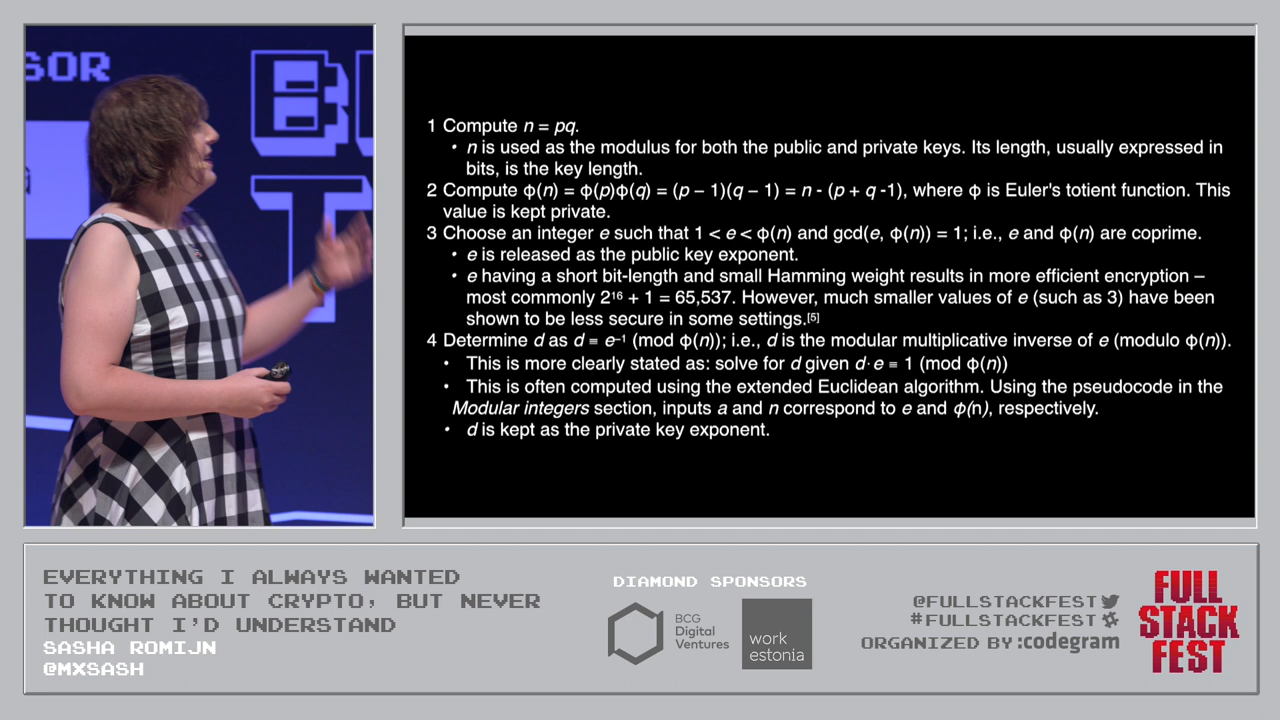 SOR
1 Compute n = pq.
• n is used as the modulus for both the public and private keys. Its length, usually expressed in
bits, is the key length.
2 Compute φ(n) = φ(p)φ(q) = (p − 1)(q − 1) = n - (p + q -1), where φ is Euler's totient function. This
value is kept private.
3 Choose an integer e such that 1 < e < φ(n) and gcd(e, φ(n)) = 1; i.e., e and φ(n) are coprime.
• e is released as the public key exponent.
• e having a short bit-length and small Hamming weight results in more efficient encryption –
most commonly 2¹⁶ + 1 = 65,537. However, much smaller values of e (such as 3) have been
shown to be less secure in some settings.[5]
4 Determine d as d ≡ e⁻¹ (mod φ(n)); i.e., d is the modular multiplicative inverse of e (modulo φ(n)).
• This is more clearly stated as: solve for d given d⋅e ≡ 1 (mod φ(n))
• This is often computed using the extended Euclidean algorithm. Using the pseudocode in the
Modular integers section, inputs a and n correspond to e and φ(n), respectively.
• d is kept as the private key exponent.
EVERYTHING I ALWAYS WANTED
TO KNOW ABOUT CRYPTO, BUT NEVER
THOUGHT I'D UNDERSTAND
SASHA ROMIJN
@MXSASH
DIAMOND SPONSORS
BCG
Digital
Ventures
work
estonia
@FULLSTACKFEST
#FULLSTACKFEST
ORGANIZED BY :codegram
FULL
STACK
FEST